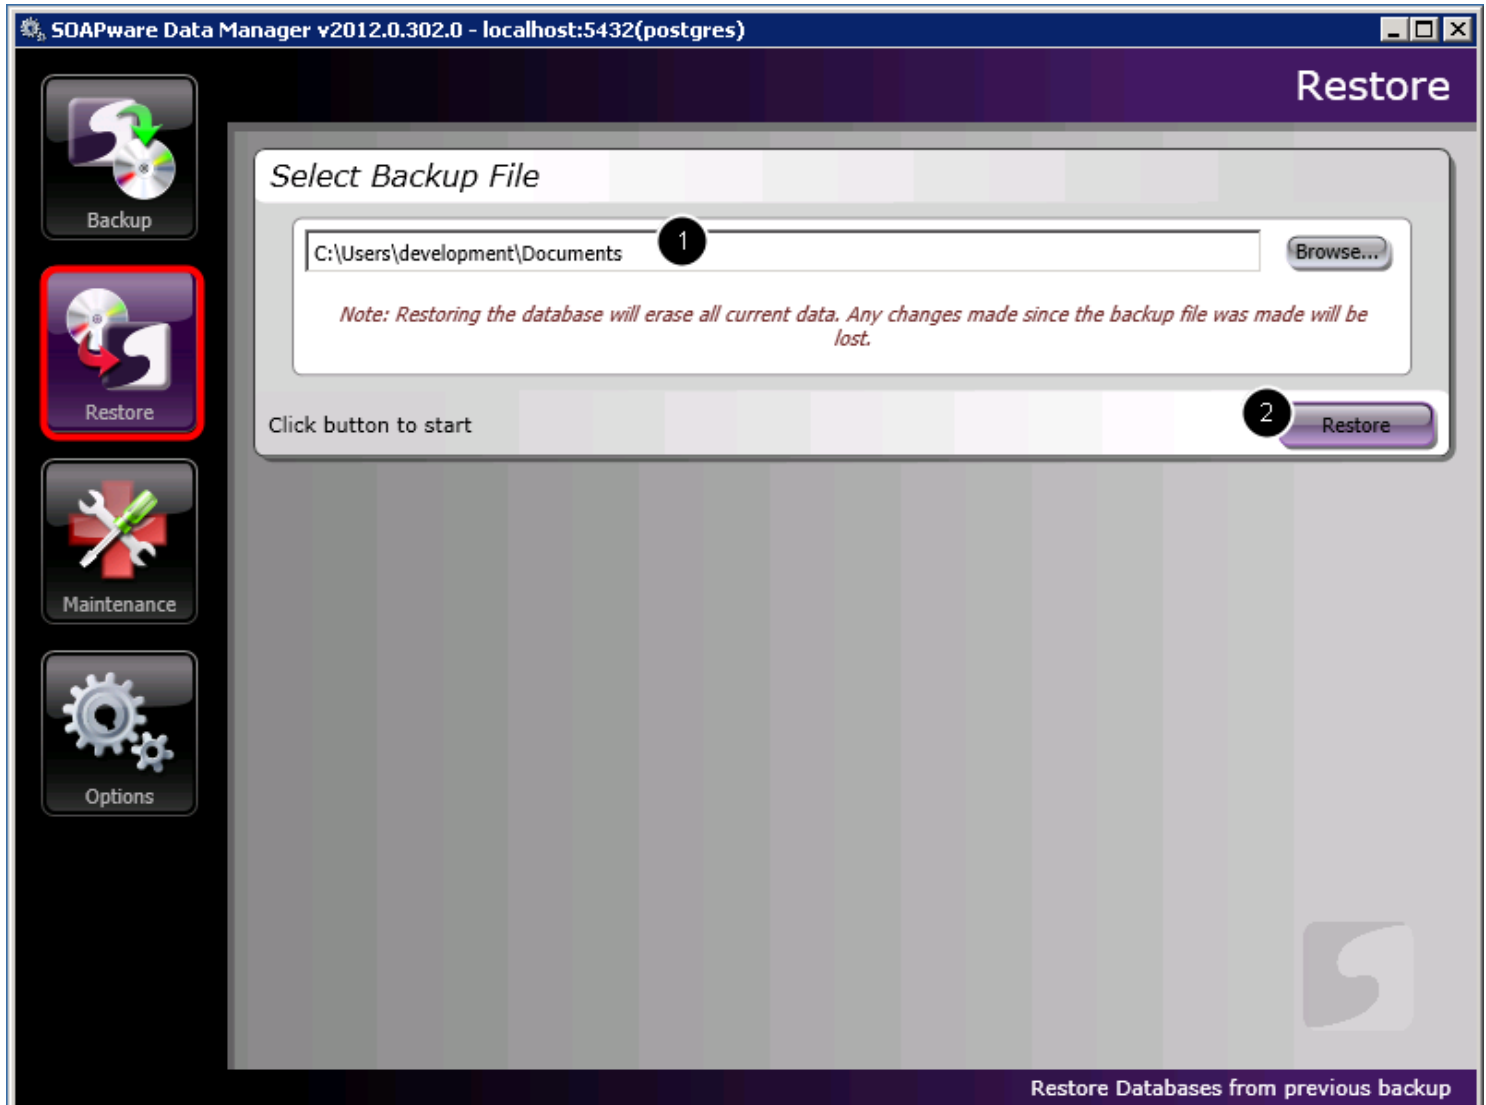 SOAPware Data Manager v2012.0.302.0 - localhost:5432(postgres)
Restore
Backup
Restore
Maintenance
Options
Select Backup File
C:\Users\development\Documents
1
Browse...
Note: Restoring the database will erase all current data. Any changes made since the backup file was made will be
lost.
Click button to start
2
Restore
Restore Databases from previous backup